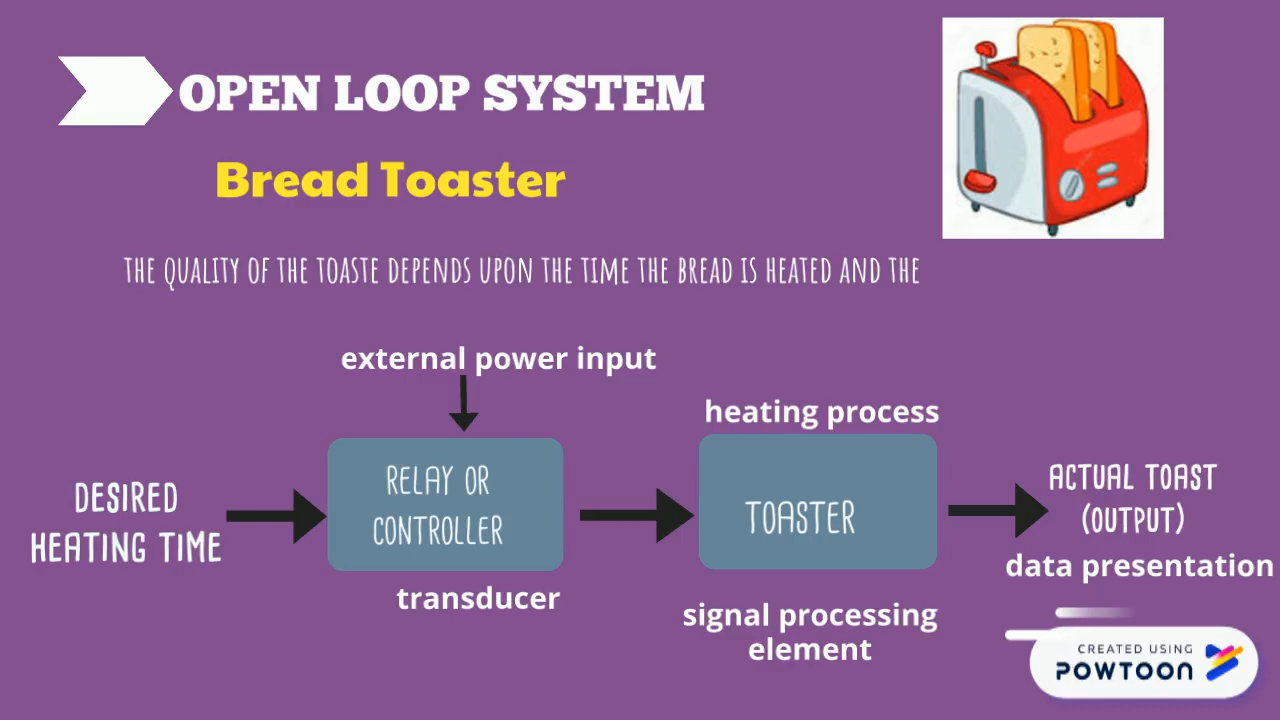 OPEN LOOP SYSTEM
Bread Toaster
THE QUALITY OF THE TOASTE DEPENDS UPON THE TIME THE BREAD IS HEATED AND THE
external power input
heating process
DESIRED
HEATING TIME
RELAY OR
CONTROLLER
TOASTER
ACTUAL TOAST
(OUTPUT)
data presentation
transducer
signal processing
element
CREATED USING
POWTOON